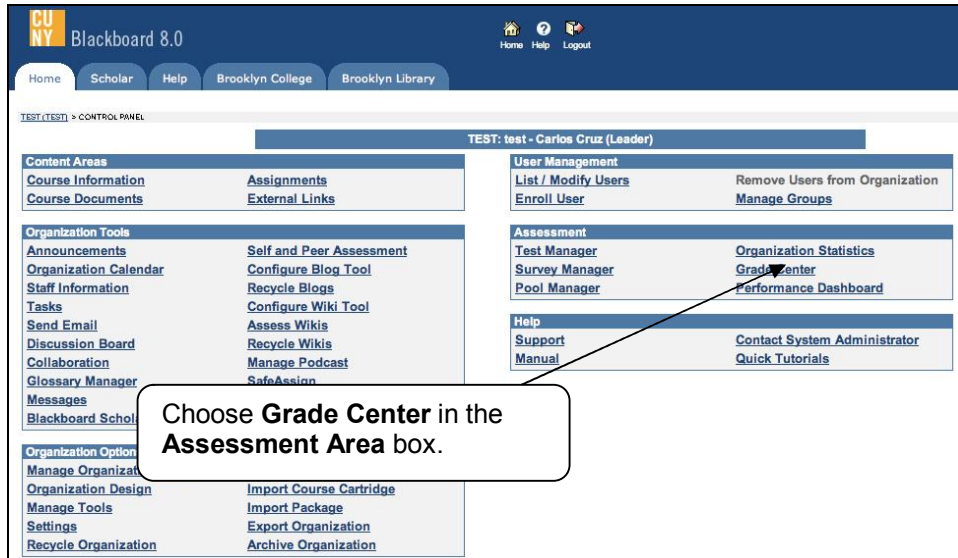 CU
NY Blackboard 8.0
Home Help Logout
Home Scholar Help Brooklyn College Brooklyn Library
TEST (TEST) > CONTROL PANEL
TEST: test - Carlos Cruz (Leader)
Content Areas
Course Information Assignments
Course Documents External Links
Organization Tools
Announcements Self and Peer Assessment
Organization Calendar Configure Blog Tool
Staff Information Recycle Blogs
Tasks Configure Wiki Tool
Send Email Assess Wikis
Discussion Board Recycle Wikis
Collaboration Manage Podcast
Glossary Manager SafeAssign
Messages
Blackboard
Organization
Manage
Organization Design Import Course Cartridge
Manage Tools Import Package
Settings Export Organization
Recycle Organization Archive Organization
User Management
List / Modify Users Remove Users from Organization
Enroll User Manage Groups
Assessment
Test Manager Organization Statistics
Survey Manager Grade Center
Pool Manager Performance Dashboard
Help
Support Contact System Administrator
Manual Quick Tutorials
Choose Grade Center in the
Assessment Area box.